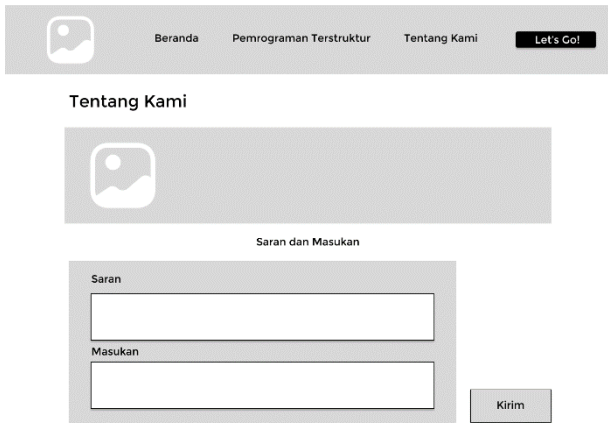 Beranda Pemrograman Terstruktur Tentang Kami Let's Go!
Tentang Kami
Saran dan Masukan
Saran
Masukan
Kirim